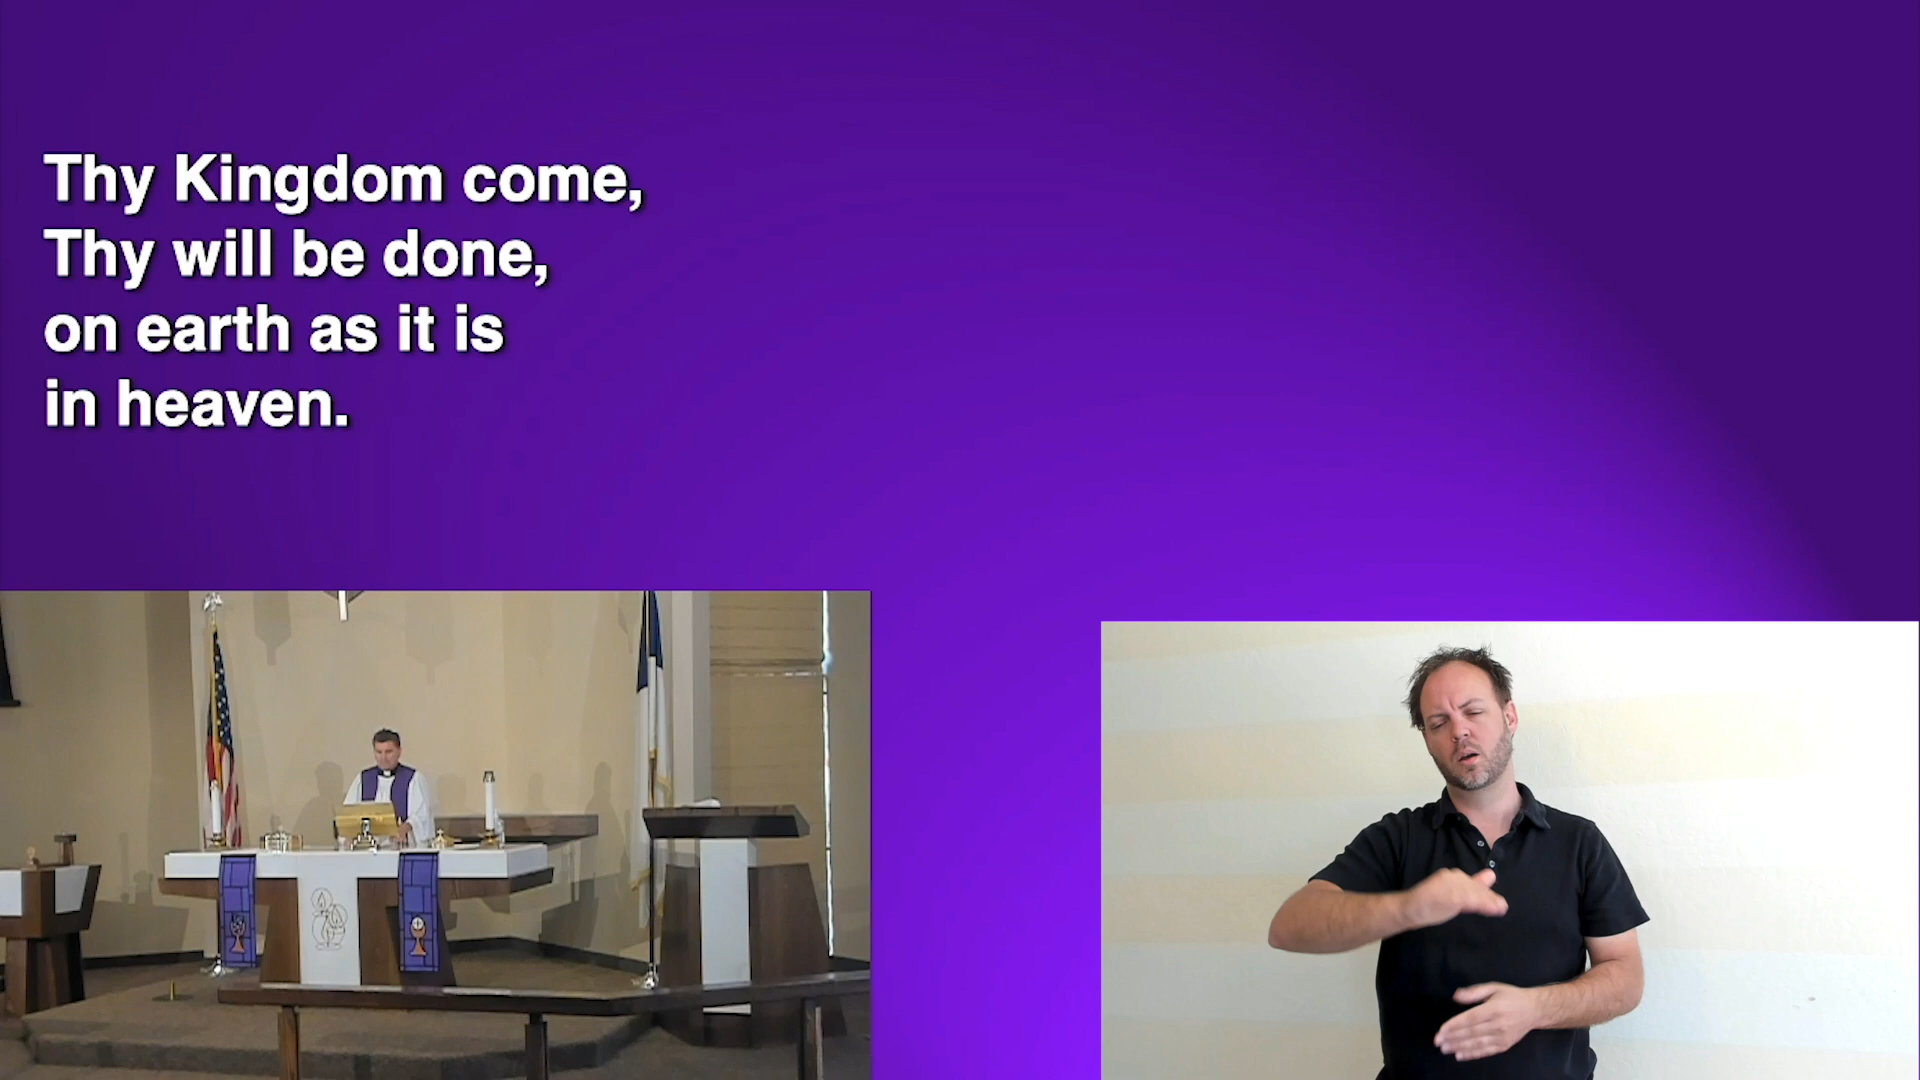 Thy Kingdom come,
Thy will be done,
on earth as it is
in heaven.